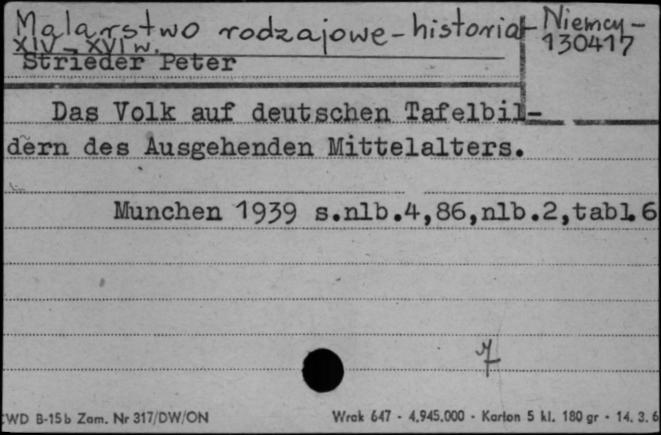 Malarstwo rodzajowe - historia - Niemcy -
XIV - XVI w. 130417
Strieder Peter
Das Volk auf deutschen Tafelbil-
dern des Ausgehenden Mittelalters.
Munchen 1939 s.nlb.4,86,nlb.2,tabl.6
7
CWD B-15b Zam. Nr 317/DW/ON Wrak 647 - 4.945.000 - Karton 5 kl. 180 gr - 14. 3. 6